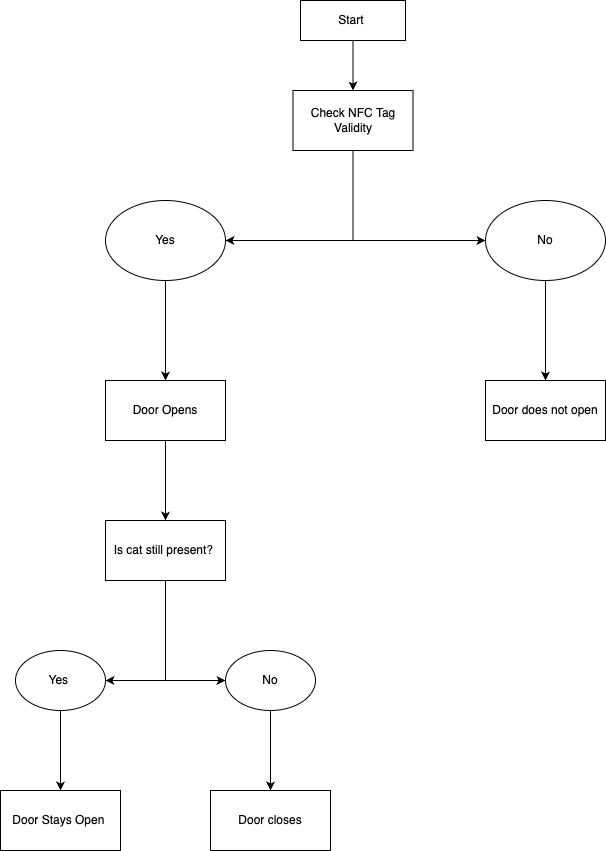 Start
Check NFC Tag
Validity
Yes
No
Door Opens
Door does not open
Is cat still present?
Yes
No
Door Stays Open
Door closes